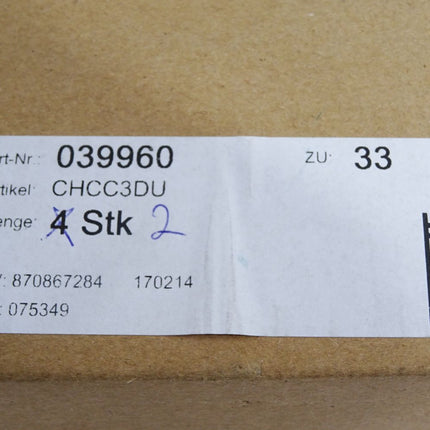 rt-Nr.: 039960 ZU: 33
tikel: CHCC3DU
enge: 4 Stk 2
: 870867284 170214
: 075349